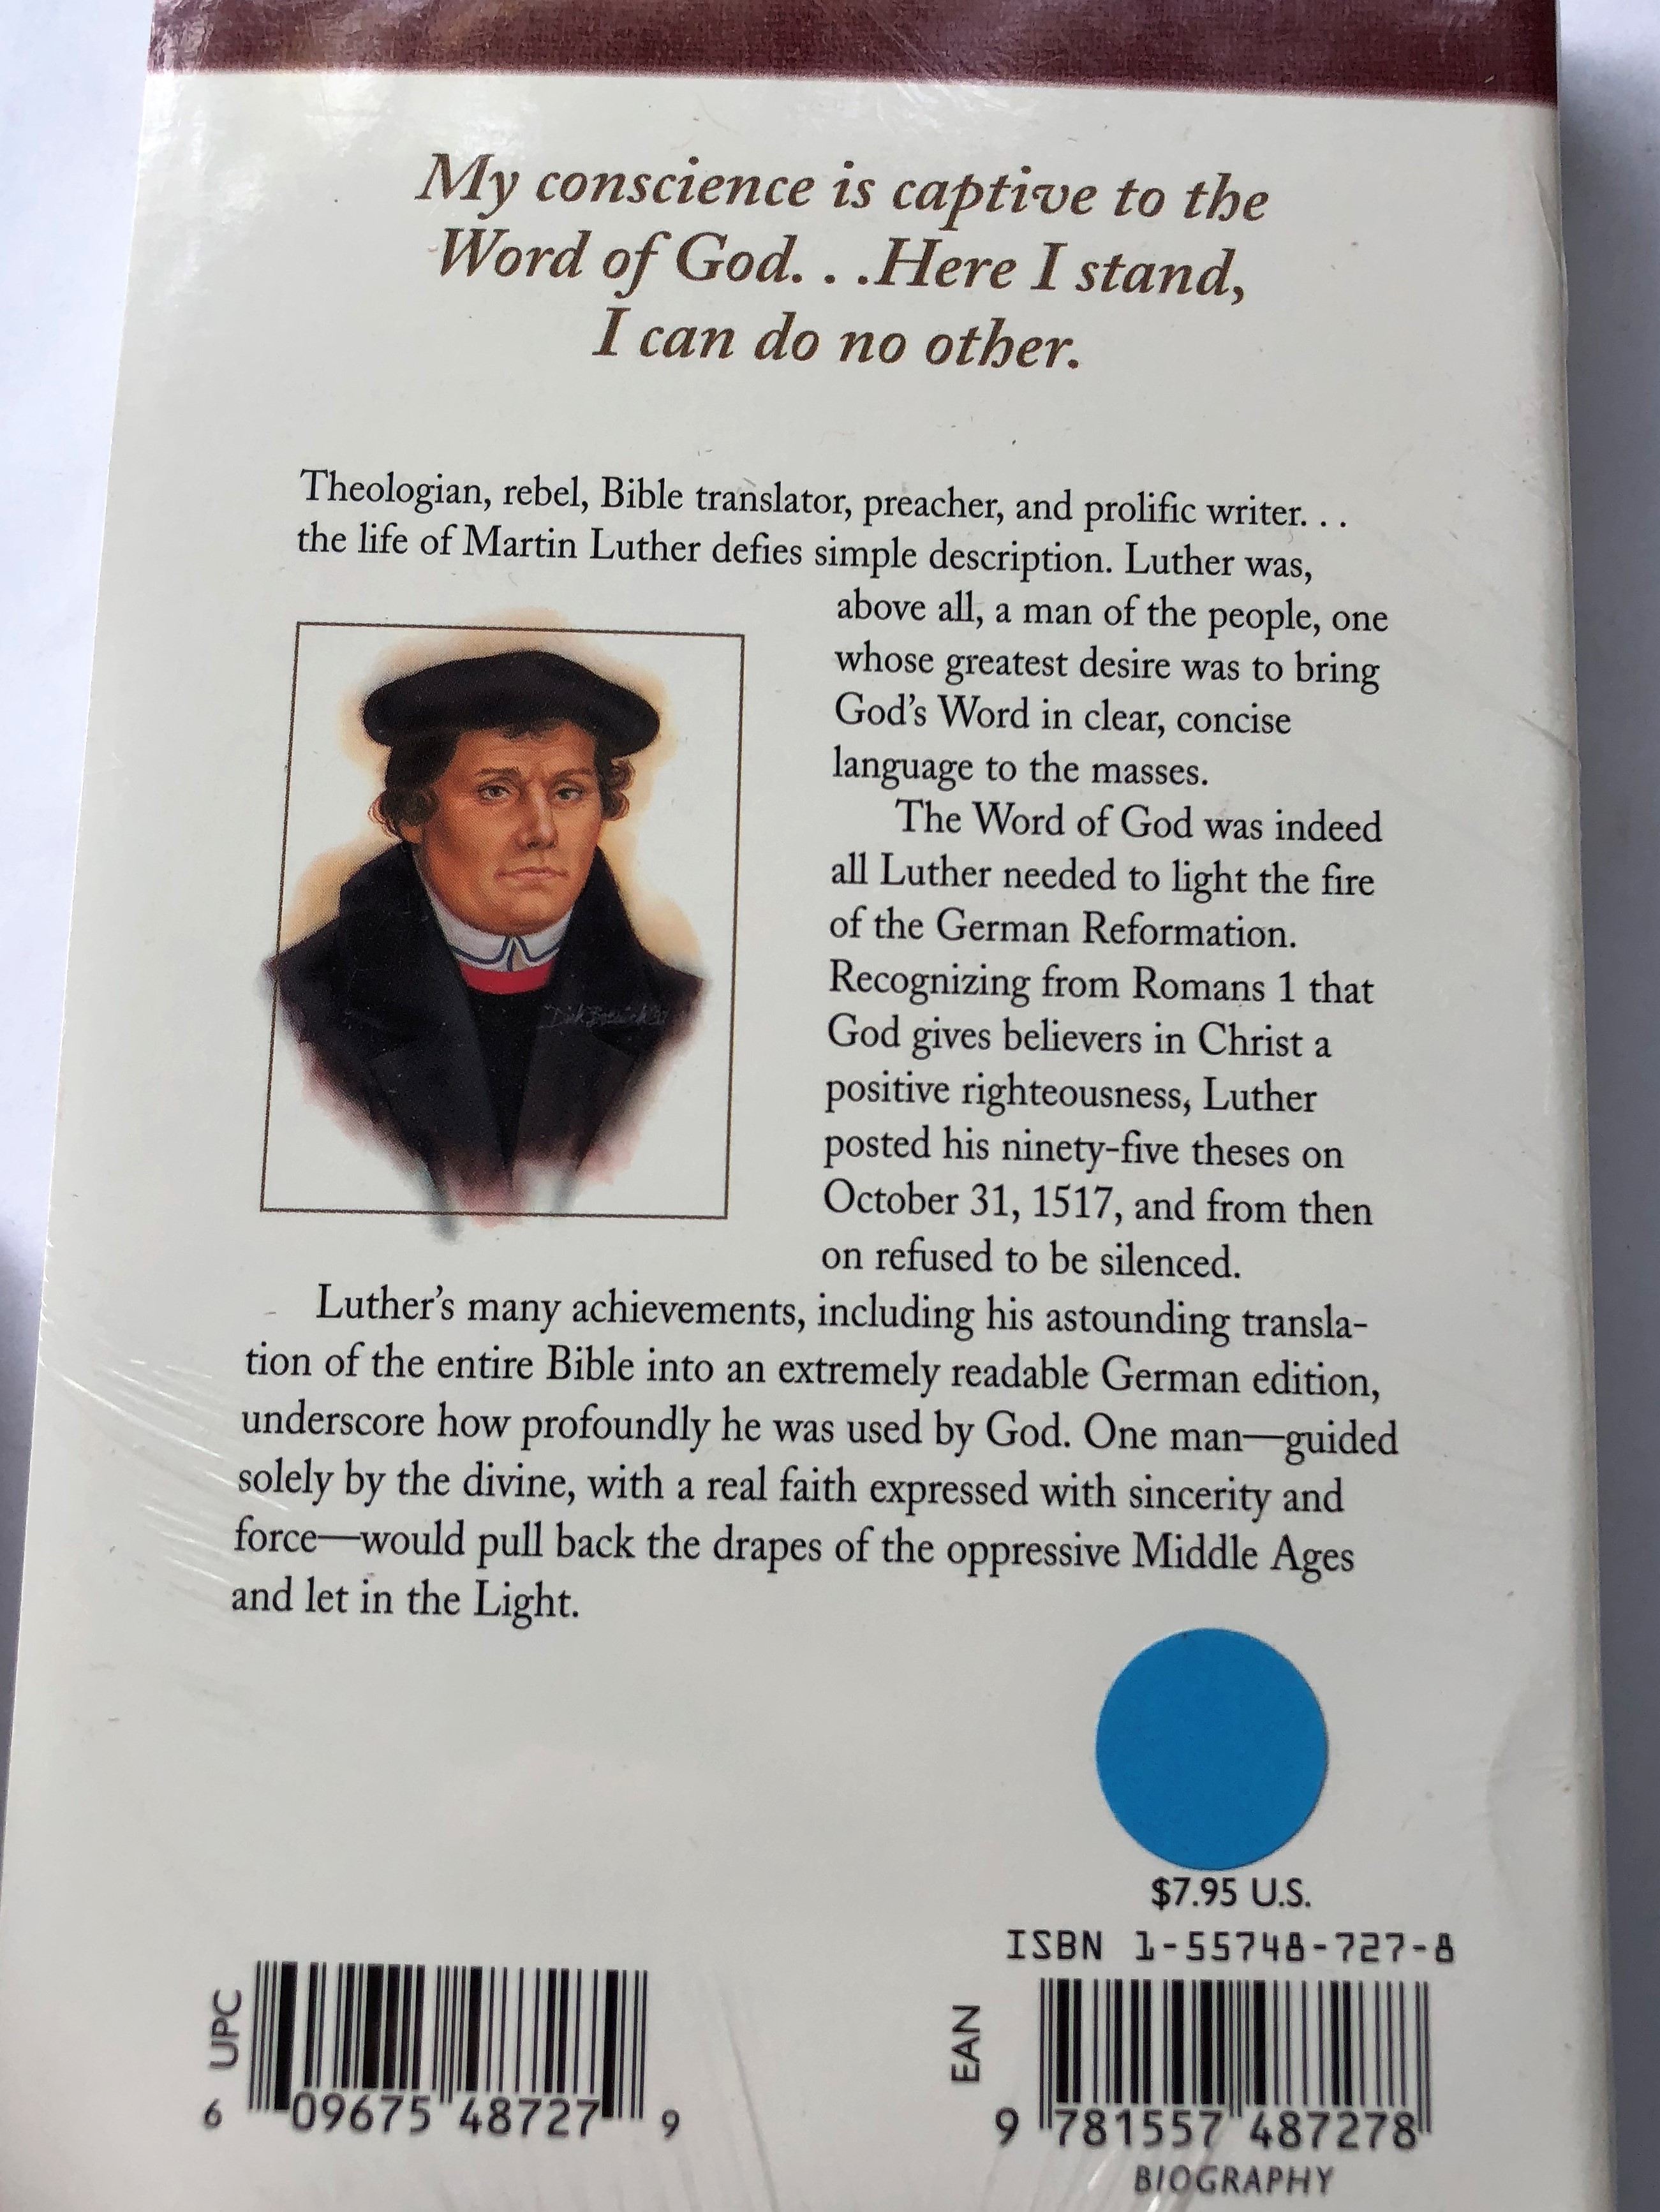 My conscience is captive to the
Word of God. . .Here I stand,
I can do no other.
Theologian, rebel, Bible translator, preacher, and prolific writer. . .
the life of Martin Luther defies simple description. Luther was,
above all, a man of the people, one
whose greatest desire was to bring
God's Word in clear, concise
language to the masses.
The Word of God was indeed
all Luther needed to light the fire
of the German Reformation.
Recognizing from Romans 1 that
God gives believers in Christ a
positive righteousness, Luther
posted his ninety-five theses on
October 31, 1517, and from then
on refused to be silenced.
Luther's many achievements, including his astounding transla-
tion of the entire Bible into an extremely readable German edition,
underscore how profoundly he was used by God. One man—guided
solely by the divine, with a real faith expressed with sincerity and
force—would pull back the drapes of the oppressive Middle Ages
and let in the Light.
$7.95 U.S.
ISBN 1-55748-727-8
UPC
6 09675 48727 9
EAN
9 781557 487278
BIOGRAPHY